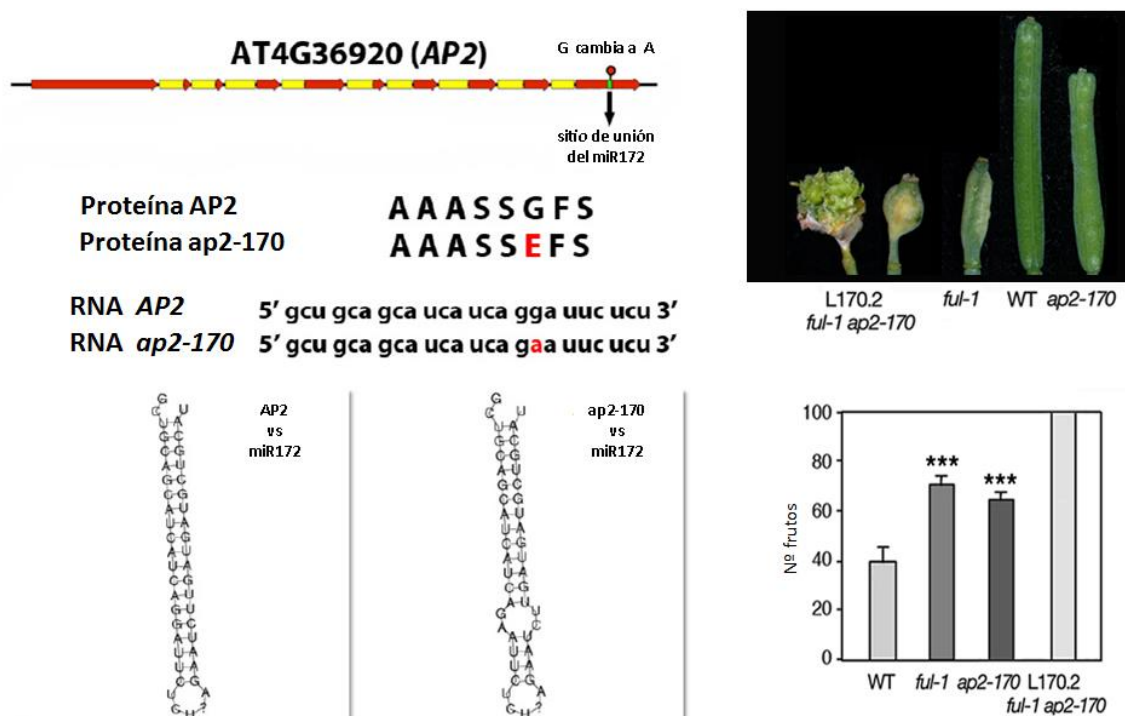 AT4G36920 (AP2)
G cambia a A
sitio de unión
del miR172
Proteína AP2 A A A S S G F S
Proteína ap2-170 A A A S S E F S
RNA AP2 5’ gcu gca gca uca uca gga uuc ucu 3’
RNA ap2-170 5’ gcu gca gca uca uca gaa uuc ucu 3’
AP2
vs
miR172
ap2-170
vs
miR172
L170.2
ful-1 ap2-170
ful-1
WT
ap2-170
Nº frutos
100
80
60
40
20
0
***
***
WT
ful-1
ap2-170
L170.2
ful-1 ap2-170